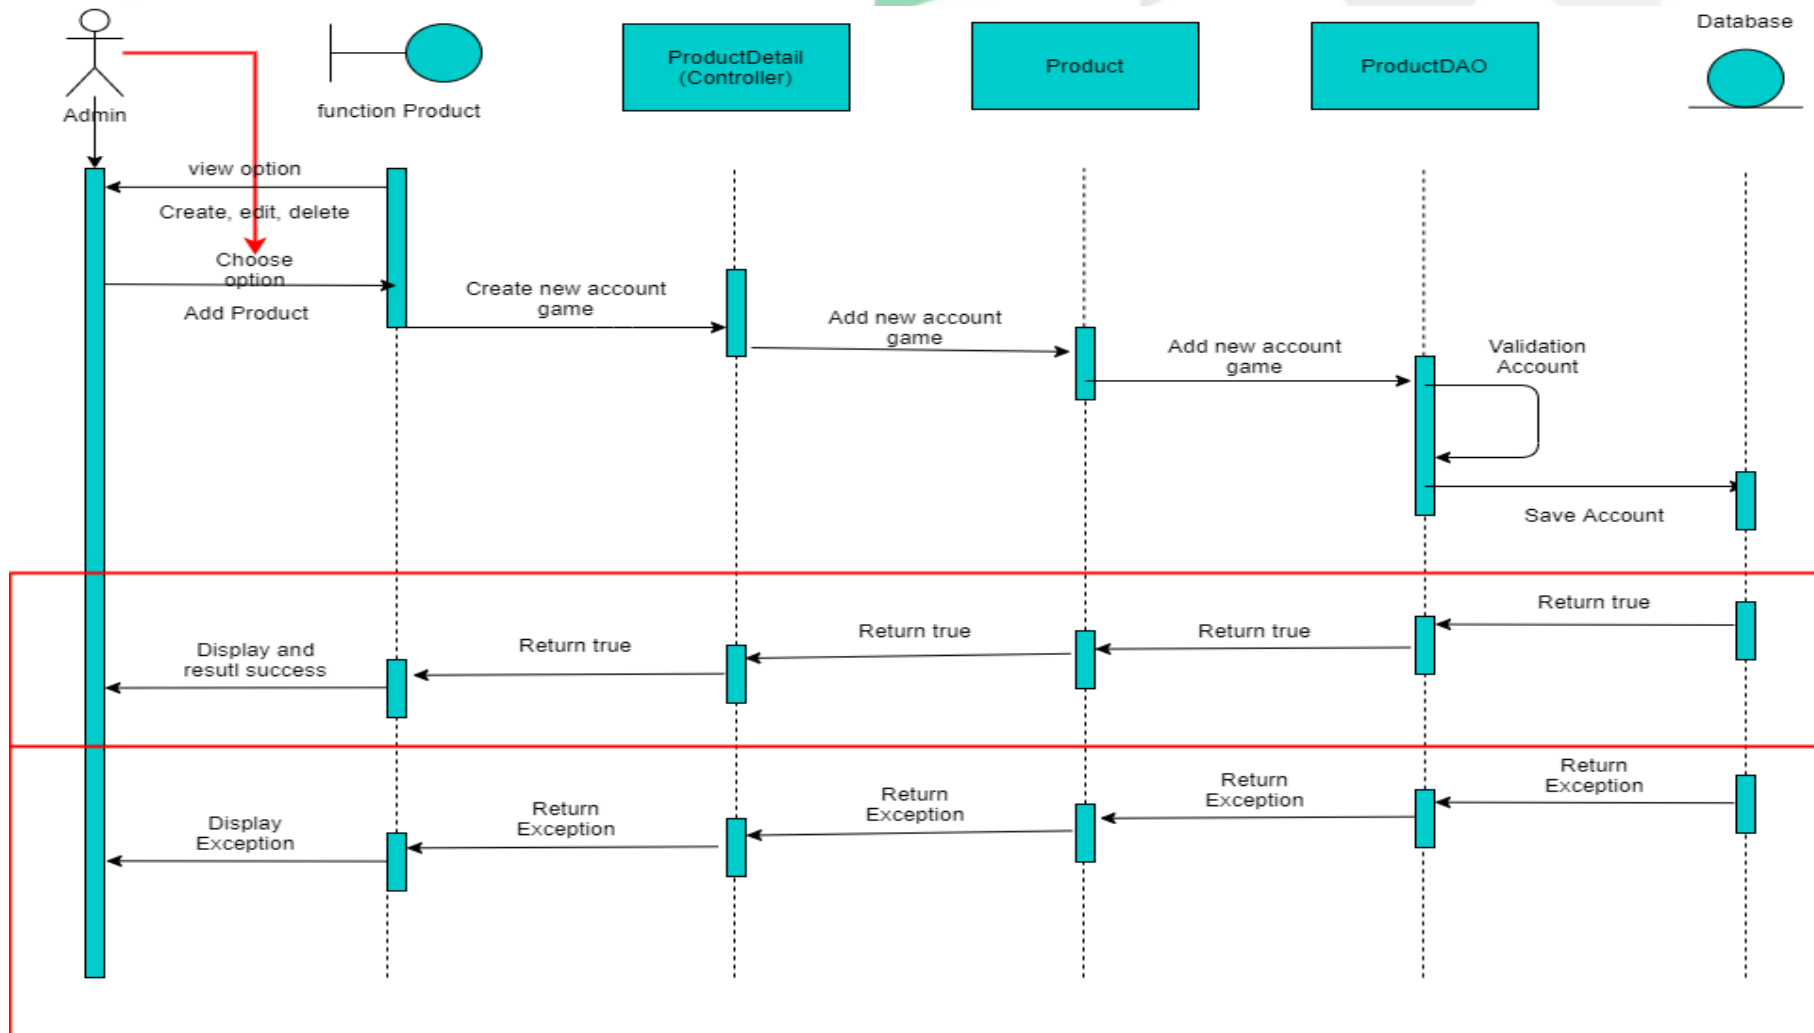 Database
ProductDetail
(Controller)
Product
ProductDAO
Admin
function Product
view option
Create, edit, delete
Choose
option
Add Product
Create new account
game
Add new account
game
Add new account
game
Validation
Account
Save Account
Return true
Return true
Return true
Return true
Display and
resutl success
Return
Exception
Return
Exception
Return
Exception
Return
Exception
Display
Exception